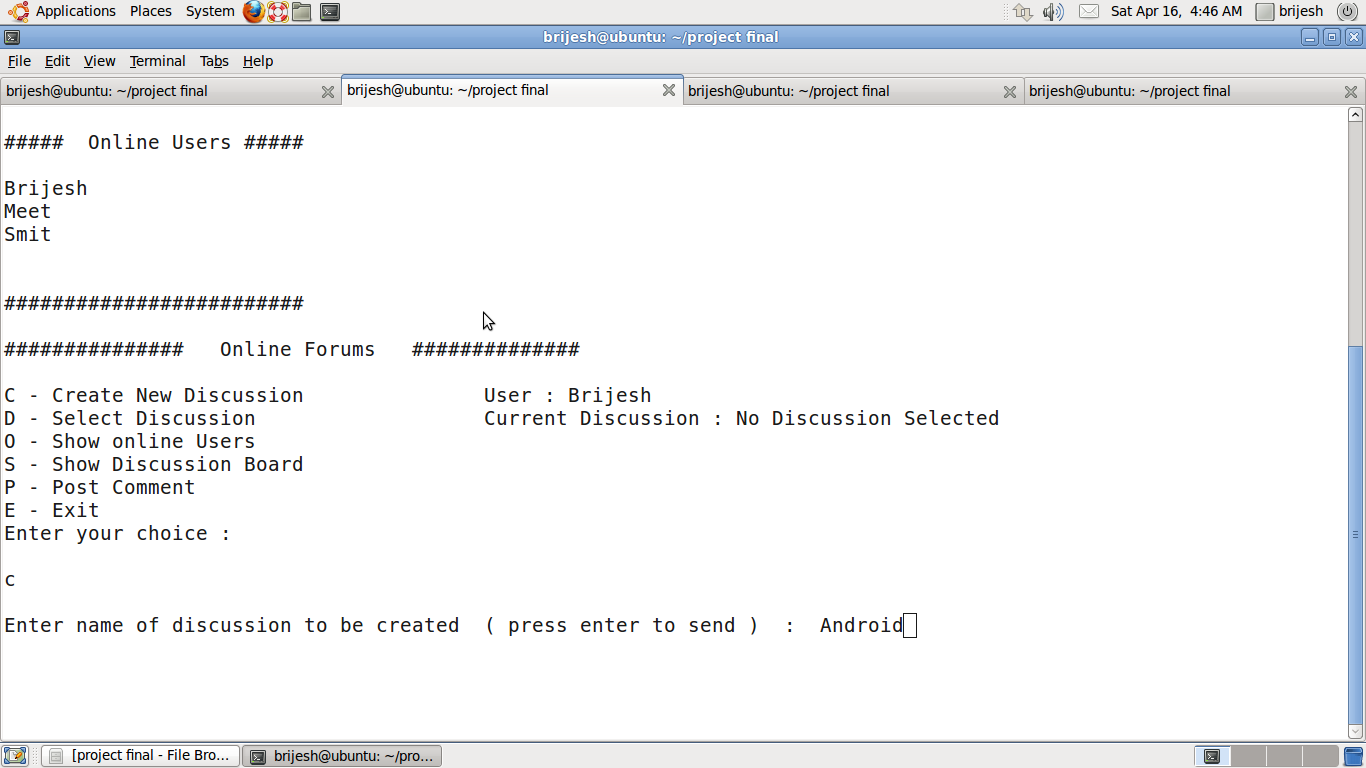 Applications Places System Sat Apr 16, 4:46 AM brijesh
brijesh@ubuntu: ~/project final
File Edit View Terminal Tabs Help
brijesh@ubuntu: ~/project final brijesh@ubuntu: ~/project final brijesh@ubuntu: ~/project final brijesh@ubuntu: ~/project final
##### Online Users #####
Brijesh
Meet
Smit
#########################
############### Online Forums ##############
C - Create New Discussion User : Brijesh
D - Select Discussion Current Discussion : No Discussion Selected
O - Show online Users
S - Show Discussion Board
P - Post Comment
E - Exit
Enter your choice :
c
Enter name of discussion to be created ( press enter to send ) : Android
[project final - File Bro... brijesh@ubuntu: ~/pro...